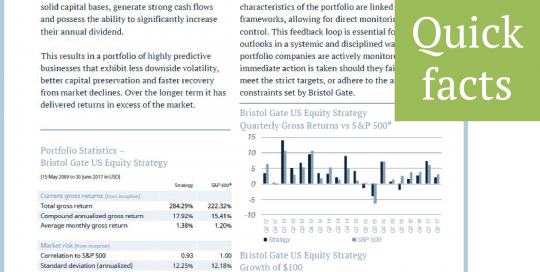 solid capital bases, generate strong cash flows
and possess the ability to significantly increase
their annual dividend.
This results in a portfolio of highly predictive
businesses that exhibit less downside volatility,
better capital preservation and faster recovery
from market declines. Over the longer term it has
delivered returns in excess of the market.
characteristics of the portfolio are linked
frameworks, allowing for direct monitorin
control. This feedback loop is essential fo
outlooks in a systemic and disciplined wa
portfolio companies are actively monitore
immediate action is taken should they fai
meet the strict targets, or adhere to the a
constraints set by Bristol Gate.
Quick
facts
Portfolio Statistics –
Bristol Gate US Equity Strategy
(15 May 2009 to 30 June 2017 in USD)
Strategy S&P 500®
Current gross returns (from inception)
Total gross return 284.29% 222.32%
Compound annualized gross return 17.92% 15.41%
Average monthly gross return 1.38% 1.20%
Market risk (from inception)
Correlation to S&P 500 0.93 1.00
Standard deviation (annualized) 12.25% 12.18%
Bristol Gate US Equity Strategy
Quarterly Gross Returns vs S&P 500®
15
10
5
0
-5
-10
Strategy S&P 500
Bristol Gate US Equity Strategy
Growth of $100